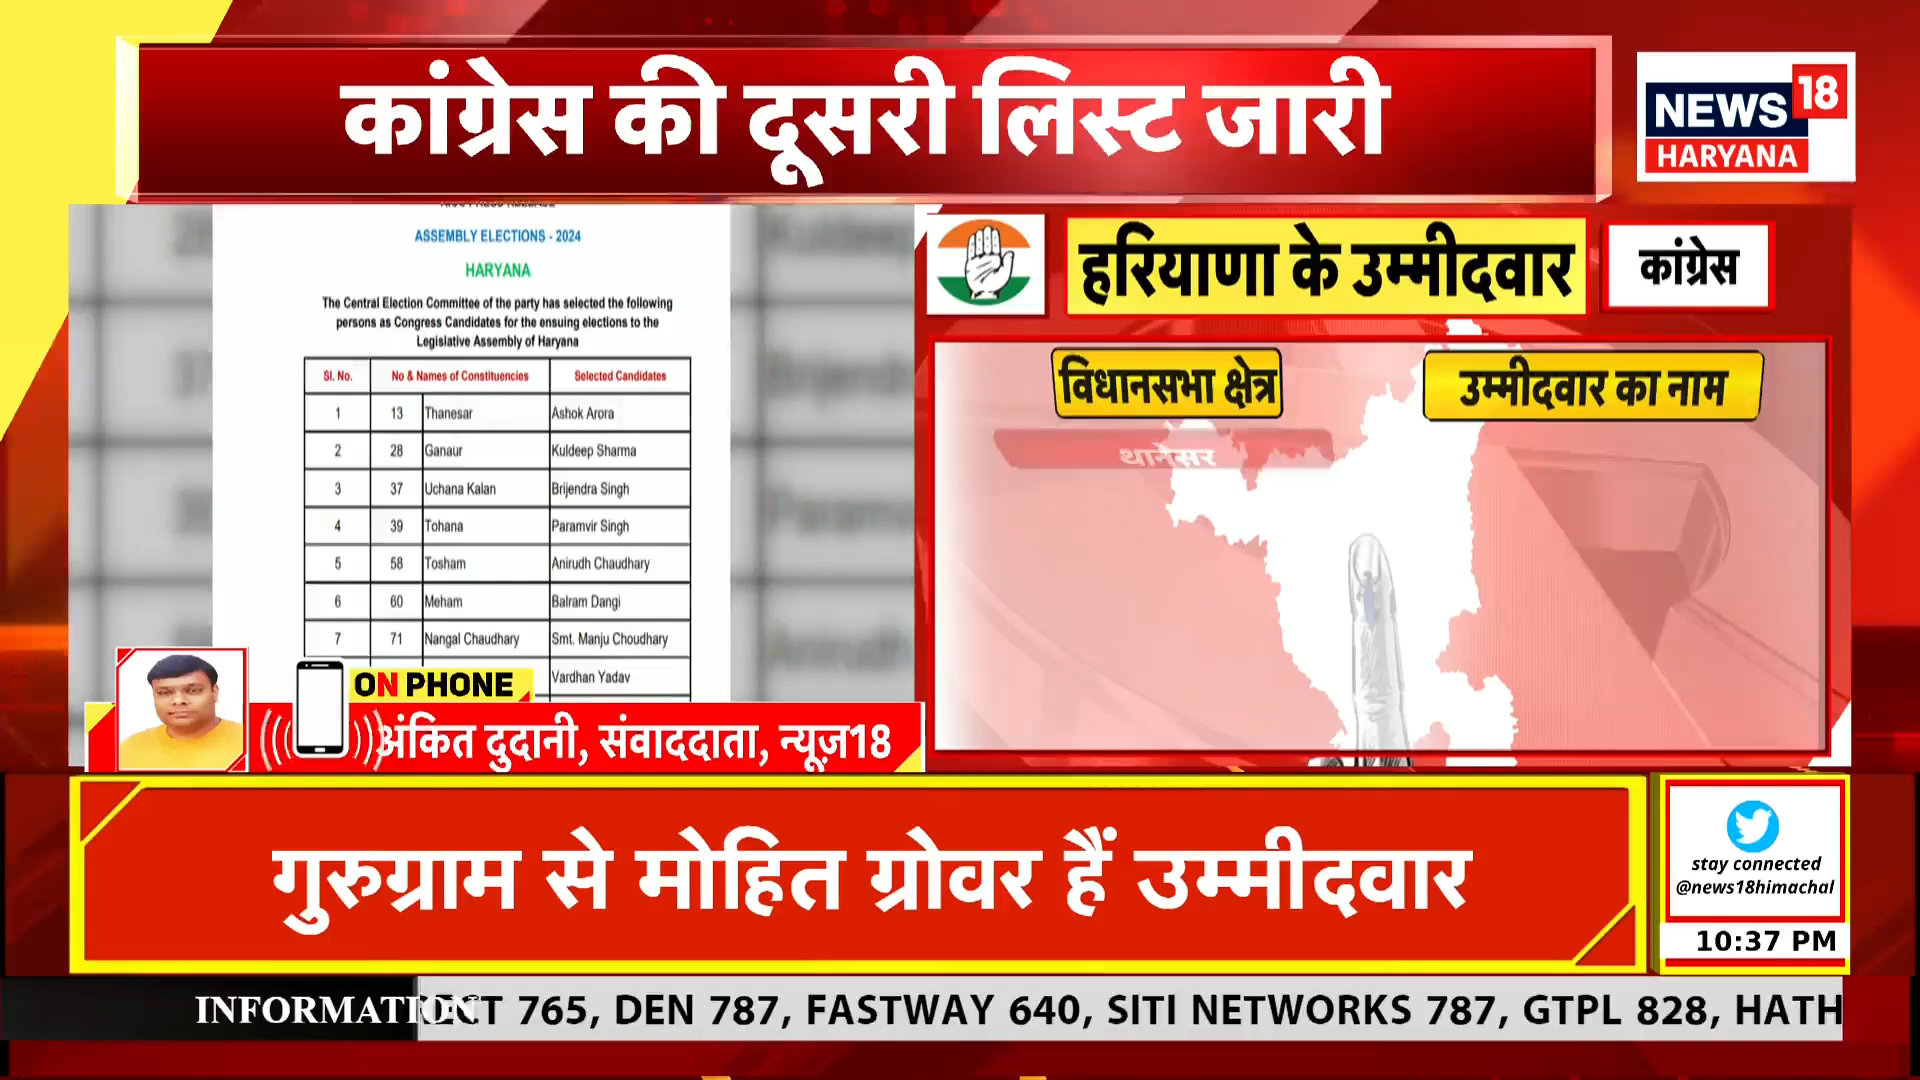 कांग्रेस की दूसरी लिस्ट जारी
NEWS 18
HARYANA
ASSEMBLY ELECTIONS - 2024
HARYANA
The Central Election Committee of the party has selected the following
persons as Congress Candidates for the ensuing elections to the
Legislative Assembly of Haryana
Sl. No. No & Names of Constituencies Selected Candidates
1 13 Thanesar Ashok Arora
2 28 Ganaur Kuldeep Sharma
3 37 Uchana Kalan Brijendra Singh
4 39 Tohana Paramvir Singh
5 58 Tosham Anirudh Chaudhary
6 60 Meham Balram Dangi
7 71 Nangal Chaudhary Smt. Manju Choudhary
Vardhan Yadav
ON PHONE
अंकित दुदानी, संवाददाता, न्यूज़18
हरियाणा के उम्मीदवार
कांग्रेस
विधानसभा क्षेत्र
उम्मीदवार का नाम
थानेसर
गुरुग्राम से मोहित ग्रोवर हैं उम्मीदवार
stay connected
@news18himachal
10:37 PM
INFORMATION
765, DEN 787, FASTWAY 640, SITI NETWORKS 787, GTPL 828, HATH